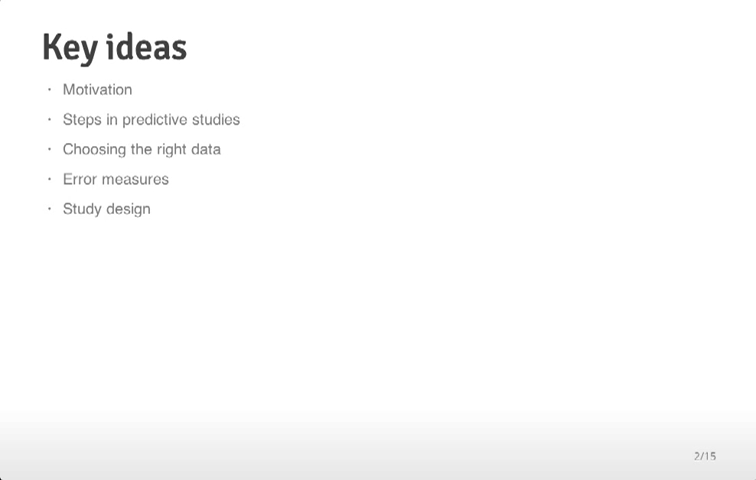 Key ideas
· Motivation
· Steps in predictive studies
· Choosing the right data
· Error measures
· Study design
2/15